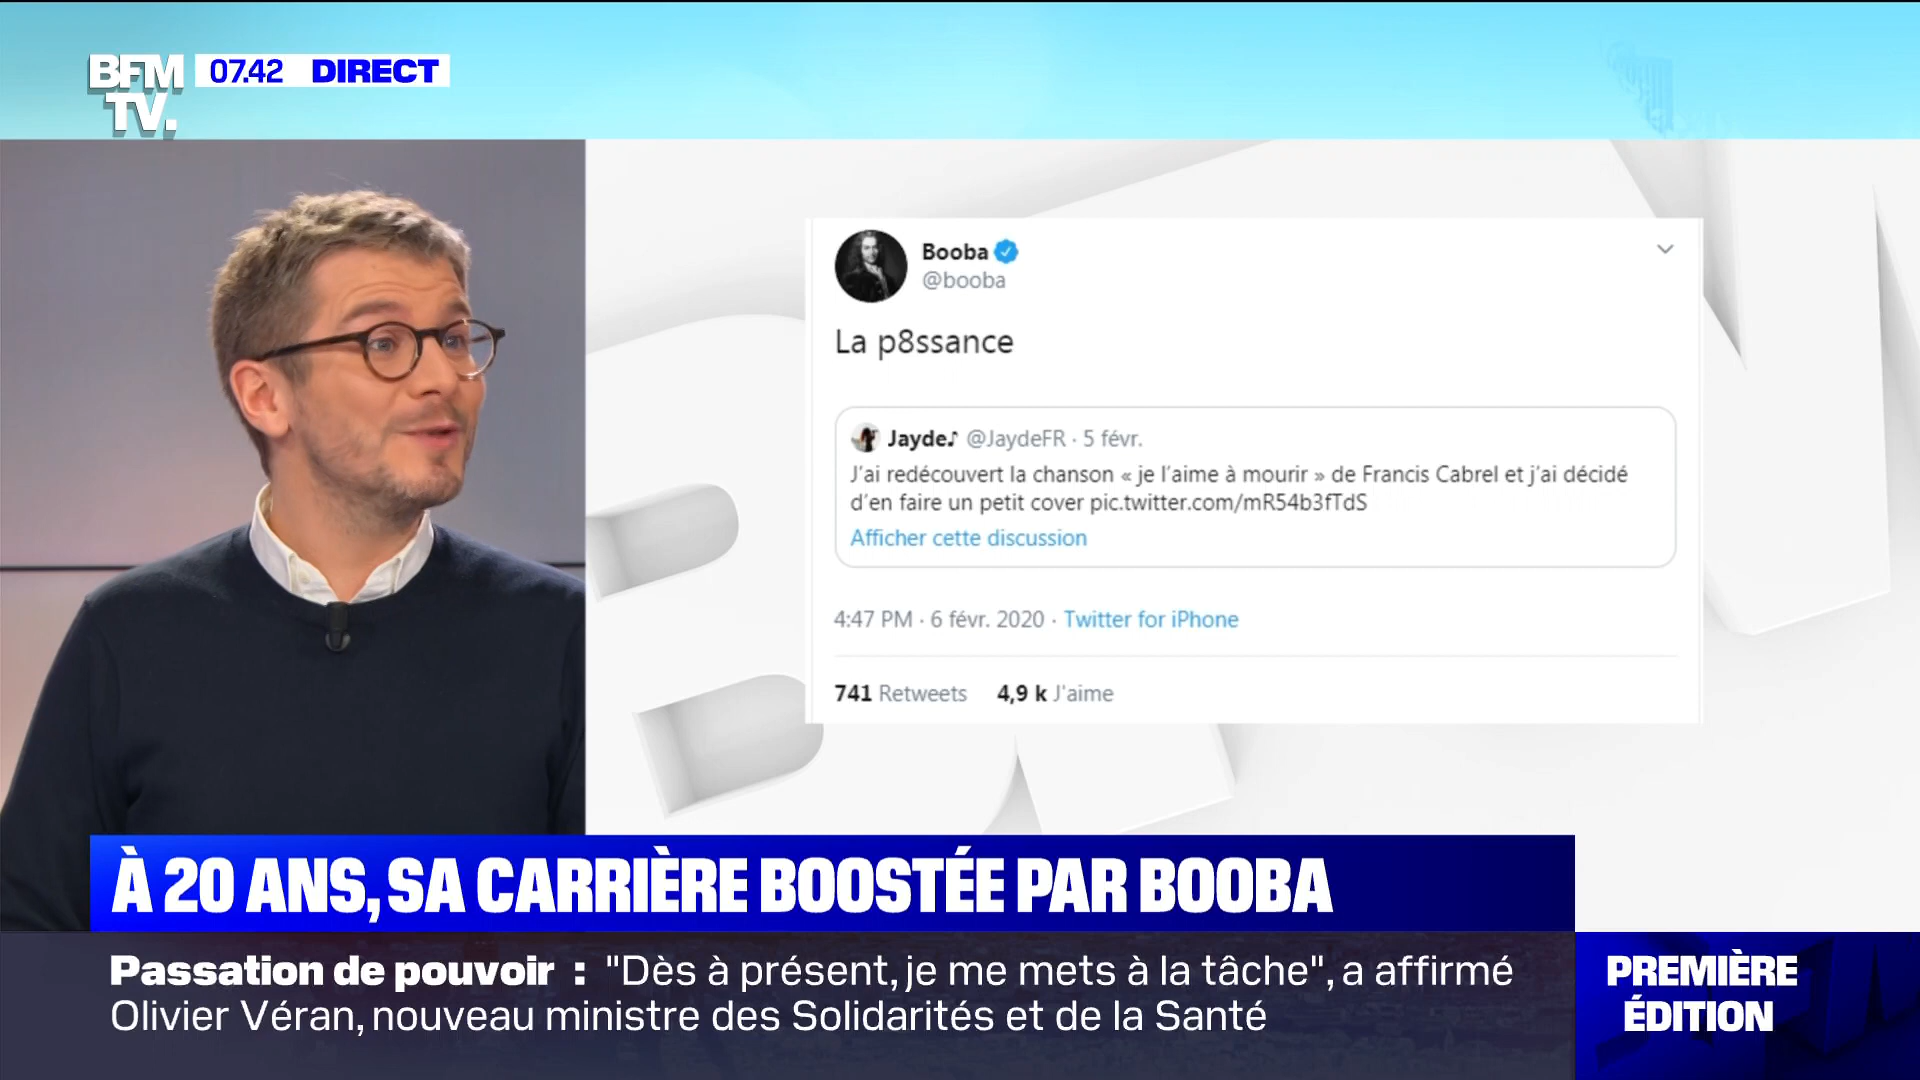 BFM
TV.
07.42 DIRECT
Booba
@booba
La p8ssance
Jayde♪ @JaydeFR · 5 févr.
J'ai redécouvert la chanson « je l'aime à mourir » de Francis Cabrel et j'ai décidé
d'en faire un petit cover pic.twitter.com/mR54b3fTdS
Afficher cette discussion
4:47 PM · 6 févr. 2020 · Twitter for iPhone
741 Retweets 4,9 k J'aime
À 20 ANS, SA CARRIÈRE BOOSTÉE PAR BOOBA
Passation de pouvoir : "Dès à présent, je me mets à la tâche", a affirmé
Olivier Véran, nouveau ministre des Solidarités et de la Santé
PREMIÈRE
ÉDITION